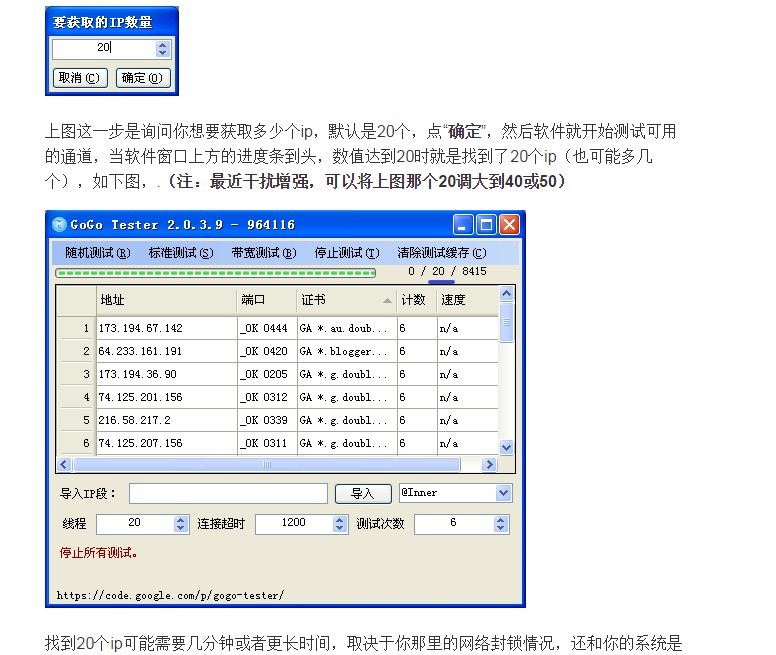 要获取的IP数量
20
取消(C) 确定(O)
上图这一步是询问你想要获取多少个ip，默认是20个，点“确定”，然后软件就开始测试可用
的通道，当软件窗口上方的进度条到头，数值达到20时就是找到了20个ip（也可能多几
个），如下图，.（注：最近干扰增强，可以将上图那个20调大到40或50）
GoGo Tester 2.0.3.9 - 964116
随机测试(R) 标准测试(S) 带宽测试(B) 停止测试(T) 清除测试缓存(C)
0 / 20 / 8415
地址 端口 证书 计数 速度
1 173.194.67.142 _OK 0444 GA *.au.doub... 6 n/a
2 64.233.161.191 _OK 0420 GA *.blogger... 6 n/a
3 173.194.36.90 _OK 0205 GA *.g.doubl... 6 n/a
4 74.125.201.156 _OK 0312 GA *.g.doubl... 6 n/a
5 216.58.217.2 _OK 0339 GA *.g.doubl... 6 n/a
6 74.125.207.156 _OK 0311 GA *.g.doubl... 6 n/a
导入IP段： 导入 @Inner
线程 20 连接超时 1200 测试次数 6
停止所有测试。
https://code.google.com/p/gogo-tester/
找到20个ip可能需要几分钟或者更长时间，取决于你那里的网络封锁情况，还和你的系统是